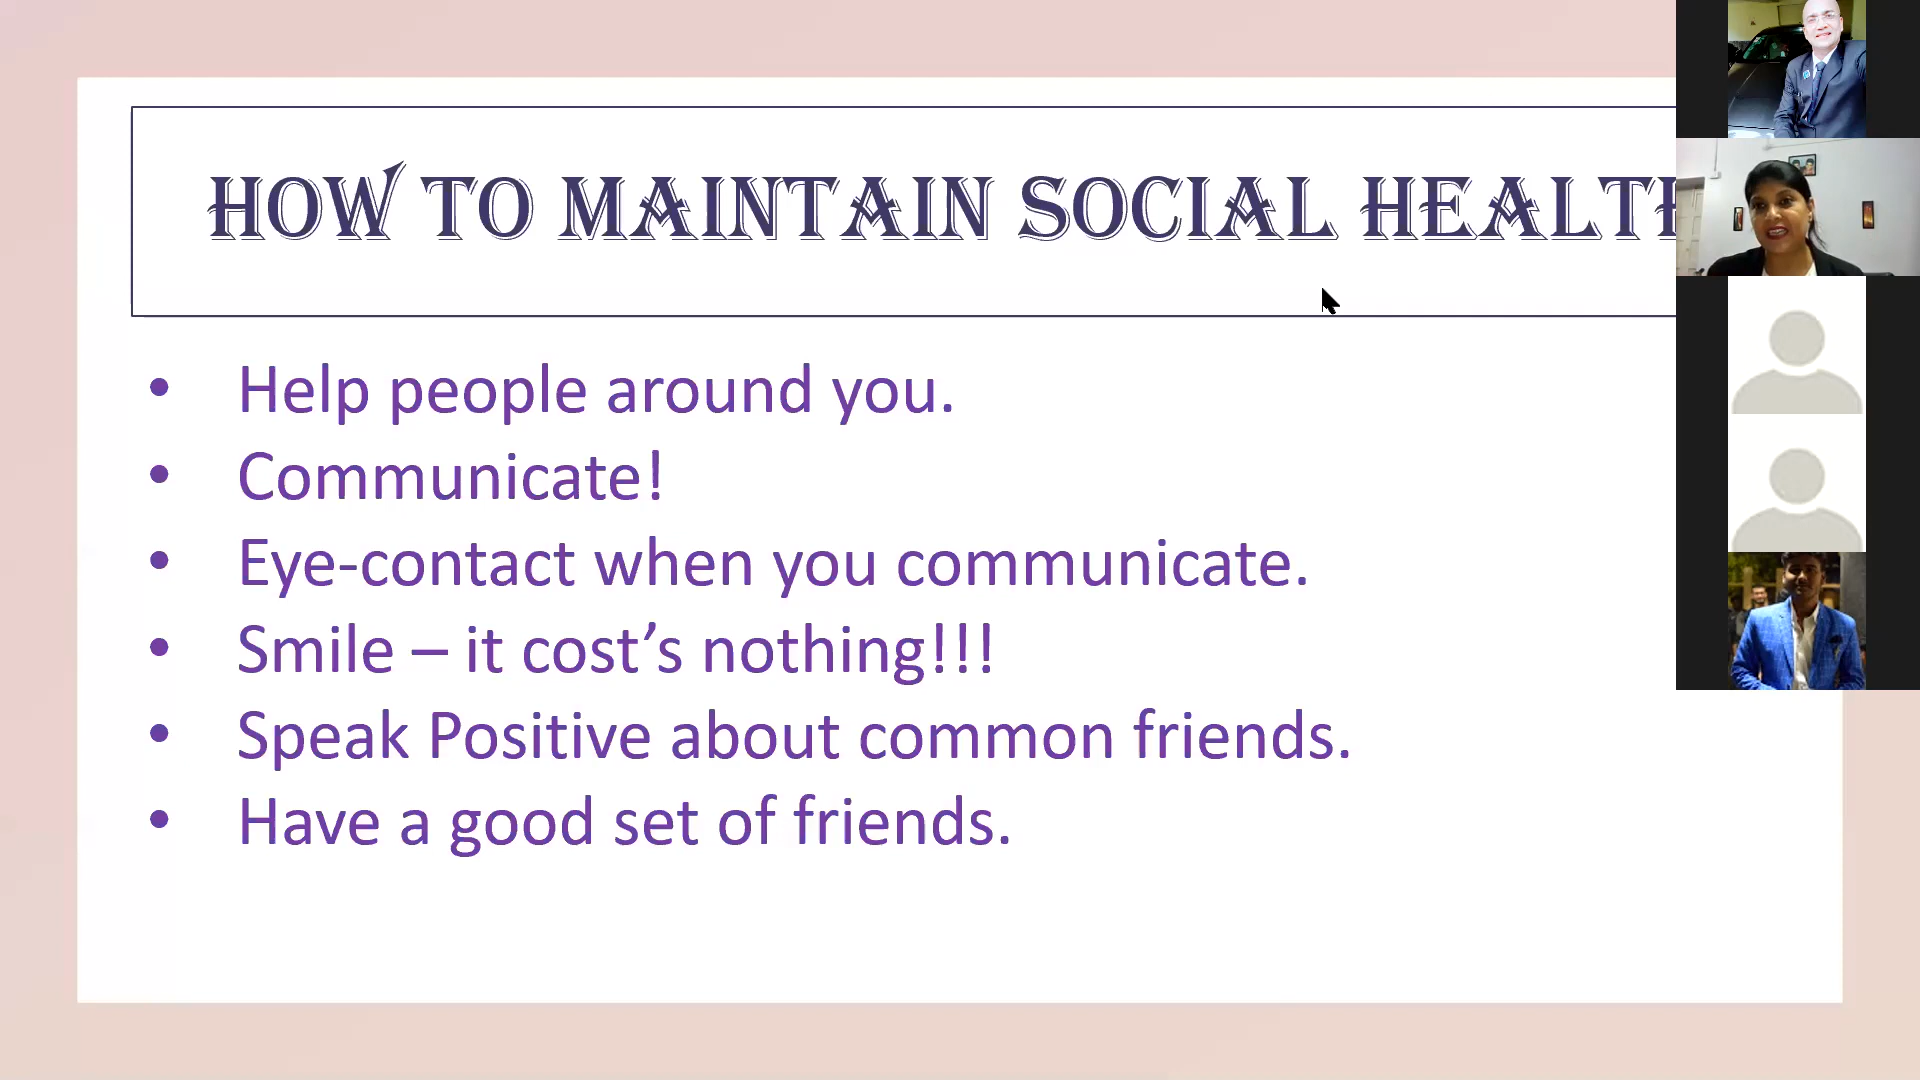 HOW TO MAINTAIN SOCIAL HEALTH
• Help people around you.
• Communicate!
• Eye-contact when you communicate.
• Smile – it cost’s nothing!!!
• Speak Positive about common friends.
• Have a good set of friends.